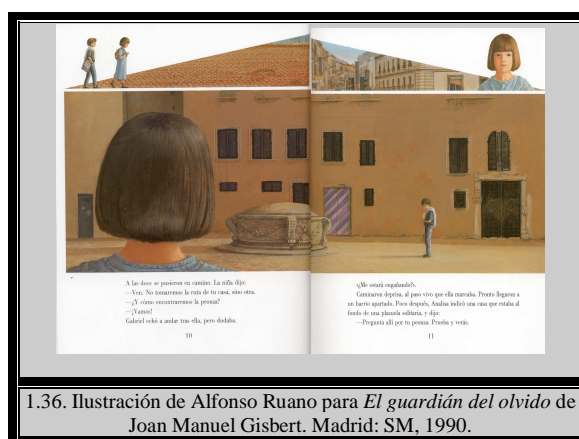 A las doce se pusieron en camino. La niña dijo:
—Ven. No tomaremos la ruta de tu casa, sino otra.
—¿Y cómo encontraremos la peonza?
—¡Vamos!
Gabriel echó a andar tras ella, pero dudaba.
10
«¿Me estará engañando?».
Caminaron deprisa, al paso vivo que ella marcaba. Pronto llegaron a
un barrio apartado. Poco después, Analisa indicó una casa que estaba al
fondo de una plazuela solitaria, y dijo:
—Pregunta allí por tu peonza. Prueba y verás.
11
1.36. Ilustración de Alfonso Ruano para El guardián del olvido de
Joan Manuel Gisbert. Madrid: SM, 1990.